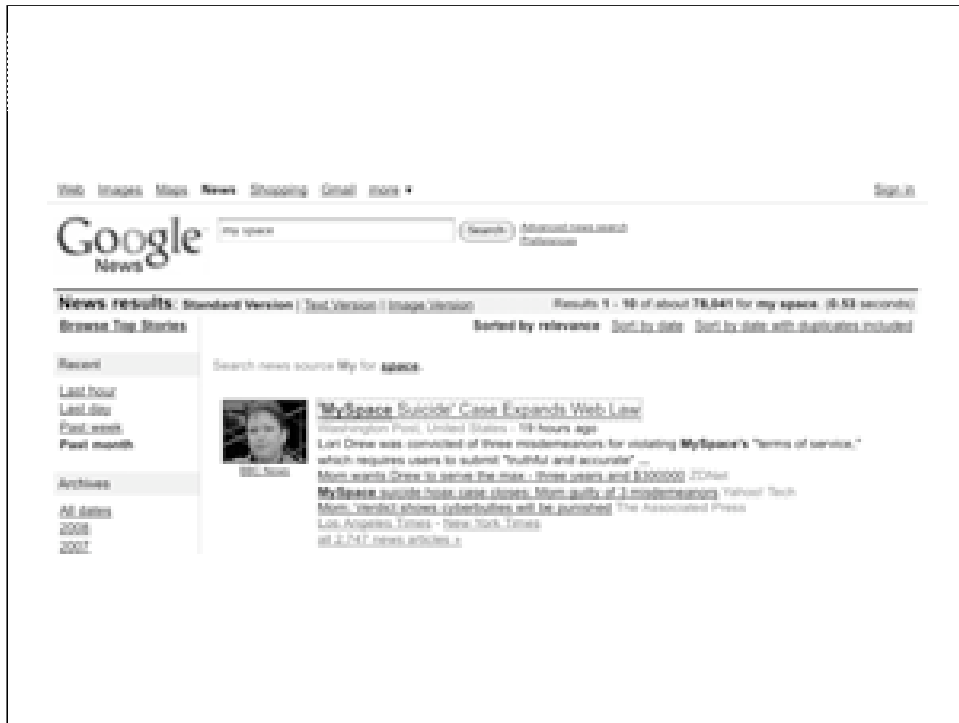 Web Images Maps News Shopping Gmail more ▼ Sign in
Google News
my space Search Advanced news search
Preferences
News results: Standard Version | Text Version | Image Version Results 1 - 10 of about 76,041 for my space. (0.53 seconds)
Browse Top Stories Sorted by relevance Sort by date Sort by date with duplicates included
Recent
Last hour
Last day
Past week
Past month
Archives
All dates
2008
2007
Search news source My for space.
BBC News
'MySpace Suicide' Case Expands Web Law
Washington Post, United States - 19 hours ago
Lori Drew was convicted of three misdemeanors for violating MySpace's "terms of service,"
which requires users to submit "truthful and accurate" ...
Mom wants Drew to serve the max - three years and $300000 ZDNet
MySpace suicide hoax case closes, Mom guilty of 3 misdemeanors Yahoo! Tech
Mom: Verdict shows cyberbullies will be punished The Associated Press
Los Angeles Times - New York Times
all 2,747 news articles »